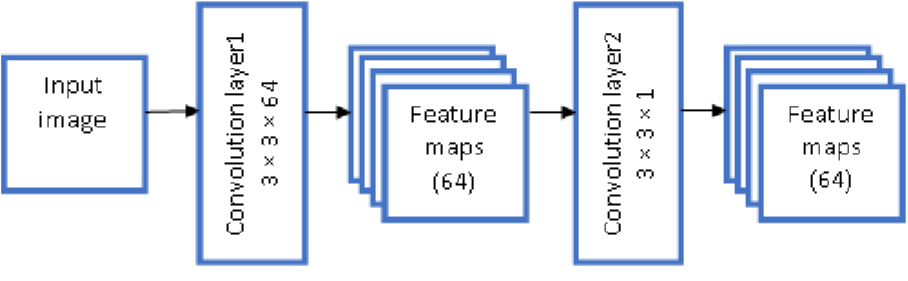 Input
image
Convolution layer1
3 × 3 × 64
Feature
maps
(64)
Convolution layer2
3 × 3 × 1
Feature
maps
(64)